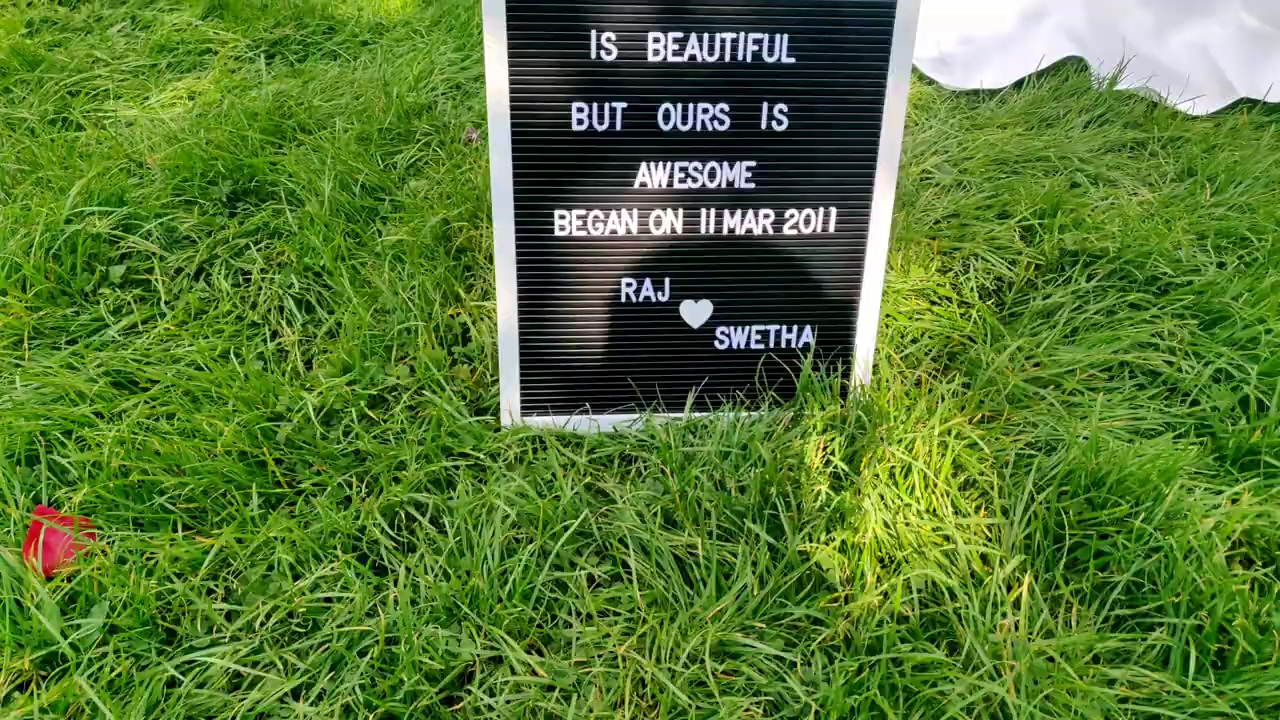 IS BEAUTIFUL
BUT OURS IS
AWESOME
BEGAN ON 11 MAR 2011
RAJ
SWETHA